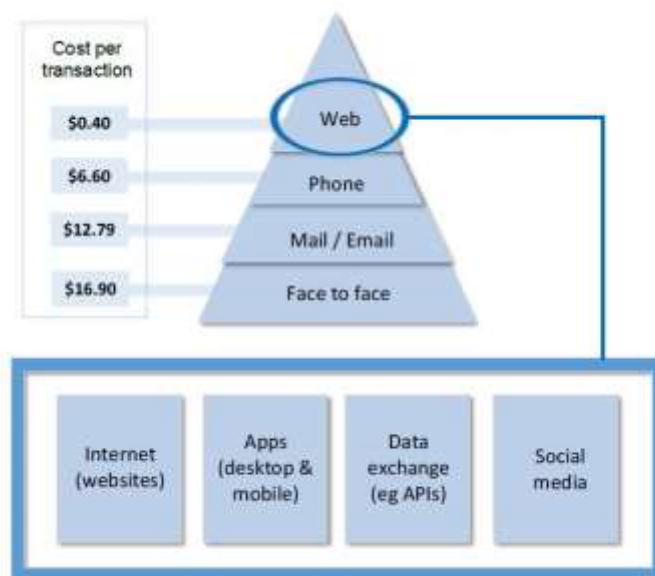 Cost per
transaction
$0.40
Web
$6.60
Phone
$12.79
Mail / Email
$16.90
Face to face
Internet
(websites)
Apps
(desktop &
mobile)
Data
exchange
(eg APIs)
Social
media